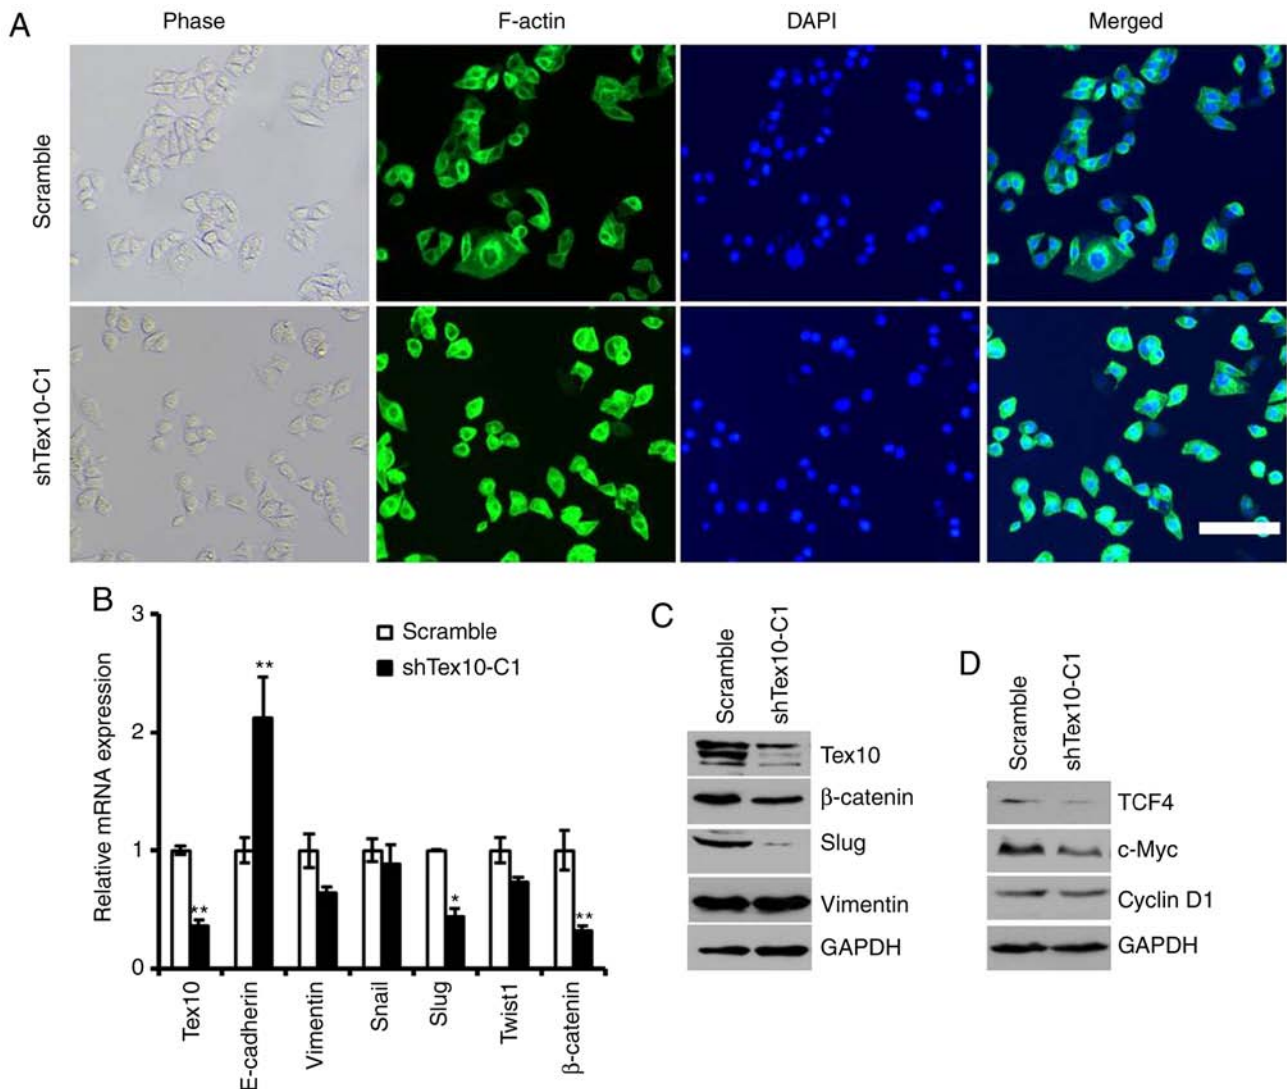 A
Phase
F-actin
DAPI
Merged
Scramble
shTex10-C1
B
Relative mRNA expression
3
2
1
0
Scramble
shTex10-C1
**
**
*
**
Tex10
E-cadherin
Vimentin
Snail
Slug
Twist1
β-catenin
C
Scramble
shTex10-C1
Tex10
β-catenin
Slug
Vimentin
GAPDH
D
Scramble
shTex10-C1
TCF4
c-Myc
Cyclin D1
GAPDH